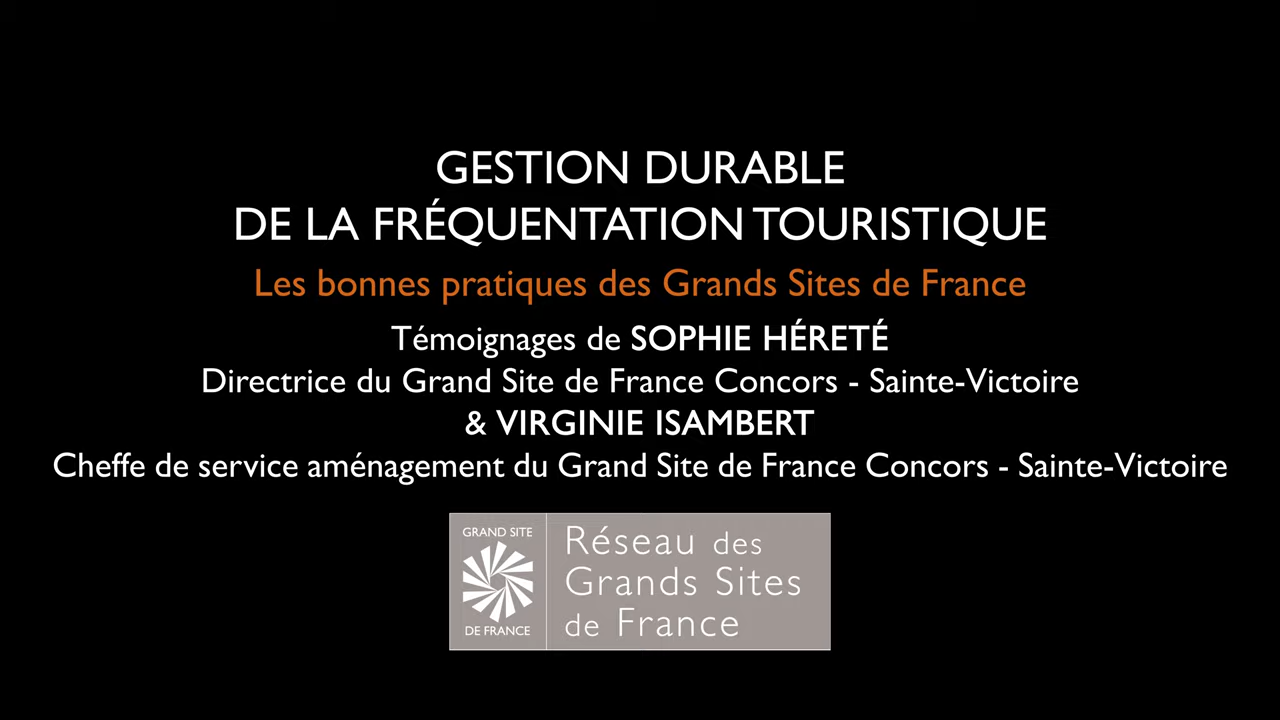 GESTION DURABLE
DE LA FRÉQUENTATION TOURISTIQUE
Les bonnes pratiques des Grands Sites de France
Témoignages de SOPHIE HÉRETÉ
Directrice du Grand Site de France Concors - Sainte-Victoire
& VIRGINIE ISAMBERT
Cheffe de service aménagement du Grand Site de France Concors - Sainte-Victoire
GRAND SITE
DE FRANCE
Réseau des
Grands Sites
de France